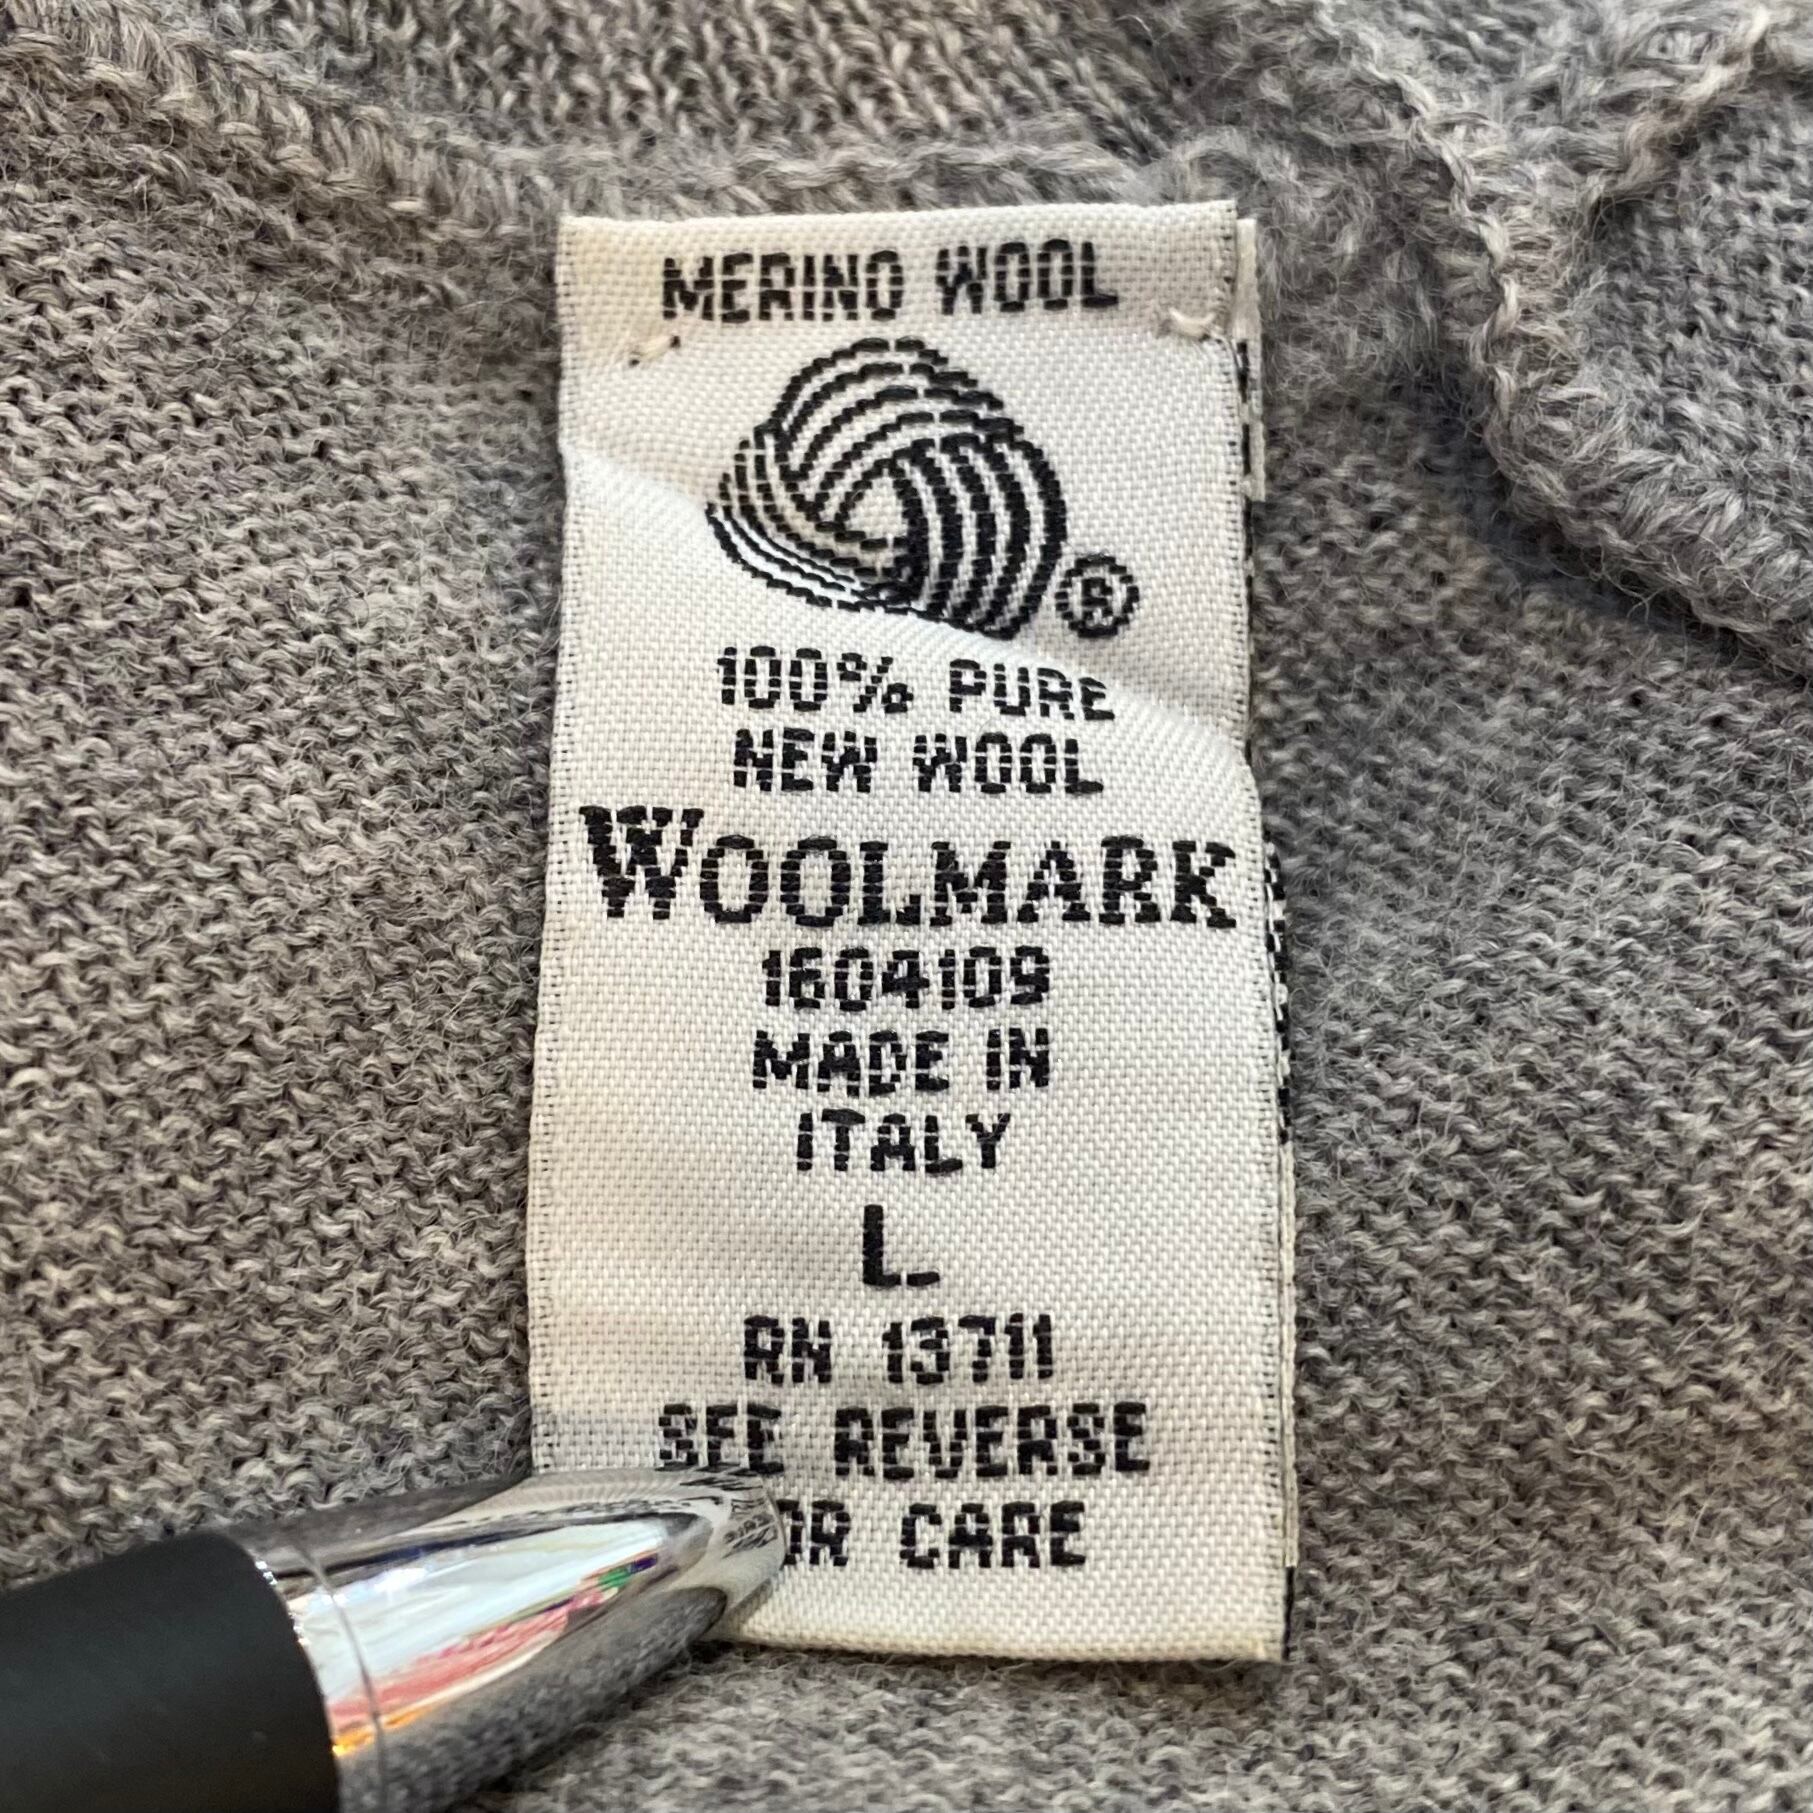 MERINO WOOL
®
100% PURE
NEW WOOL
WOOLMARK
1604109
MADE IN
ITALY
L
RN 13711
SEE REVERSE
OR CARE